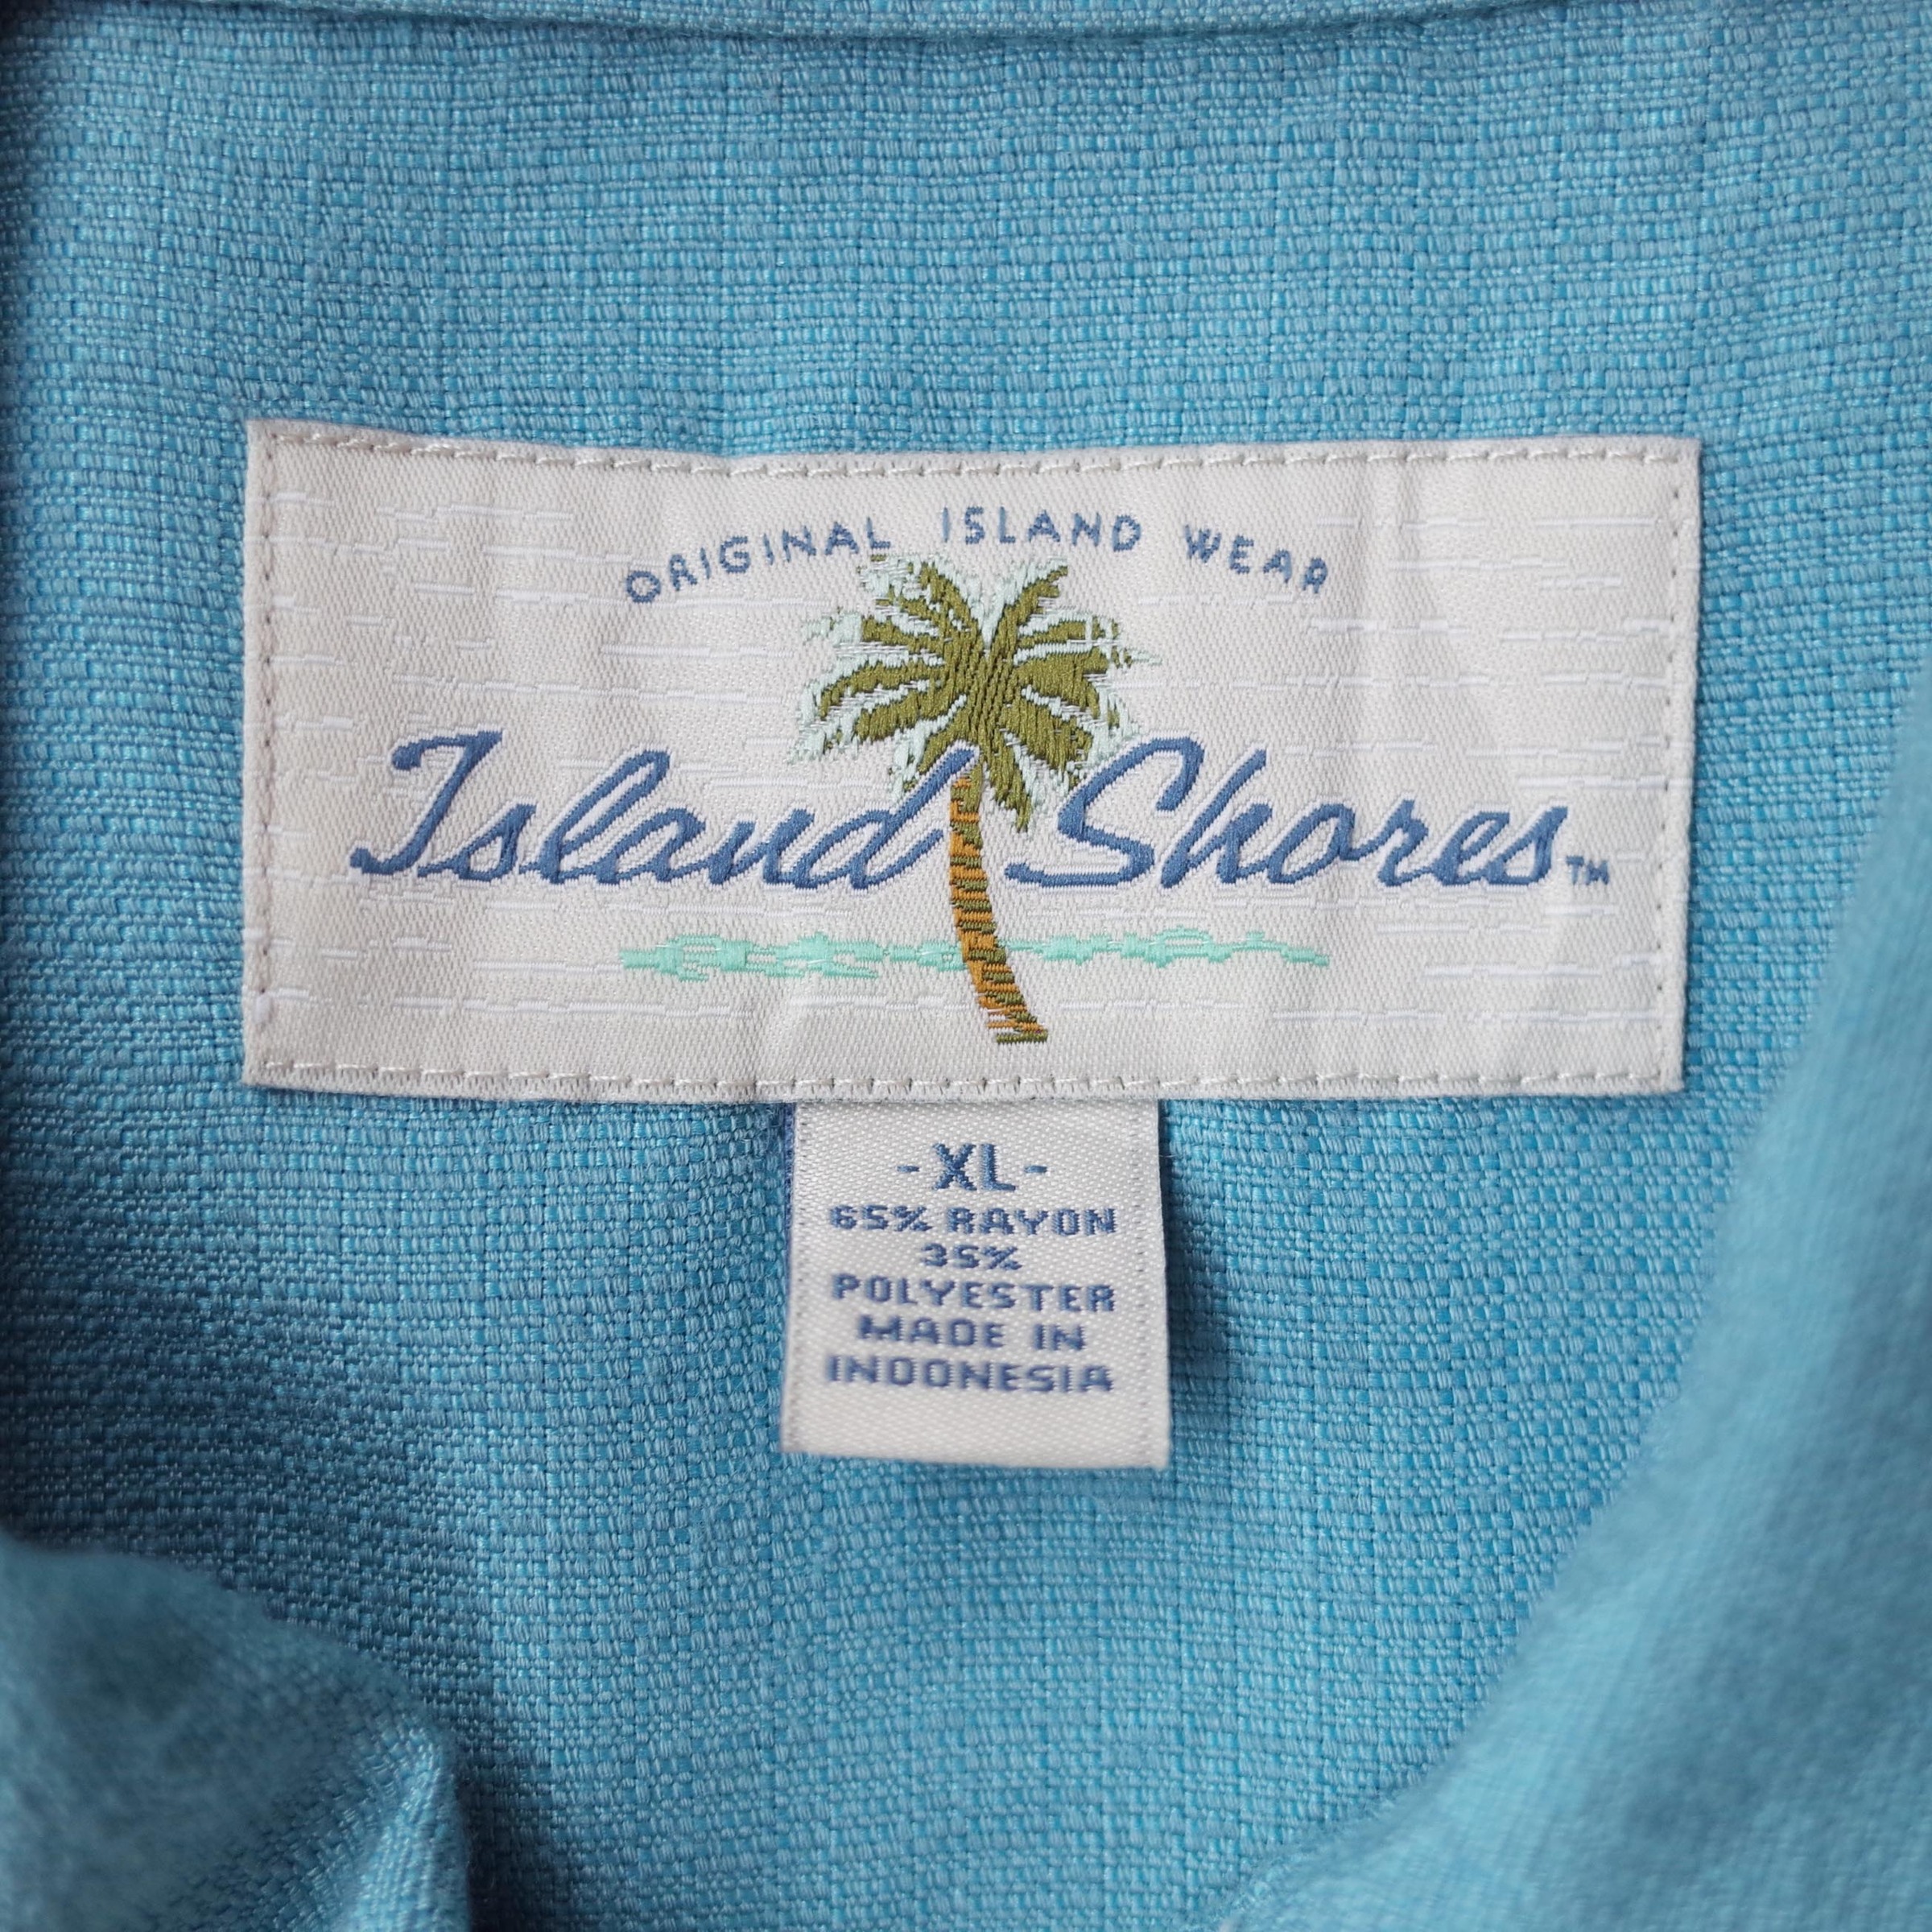 ORIGINAL ISLAND WEAR
Island Shores™
-XL-
65% RAYON
35%
POLYESTER
MADE IN
INDONESIA